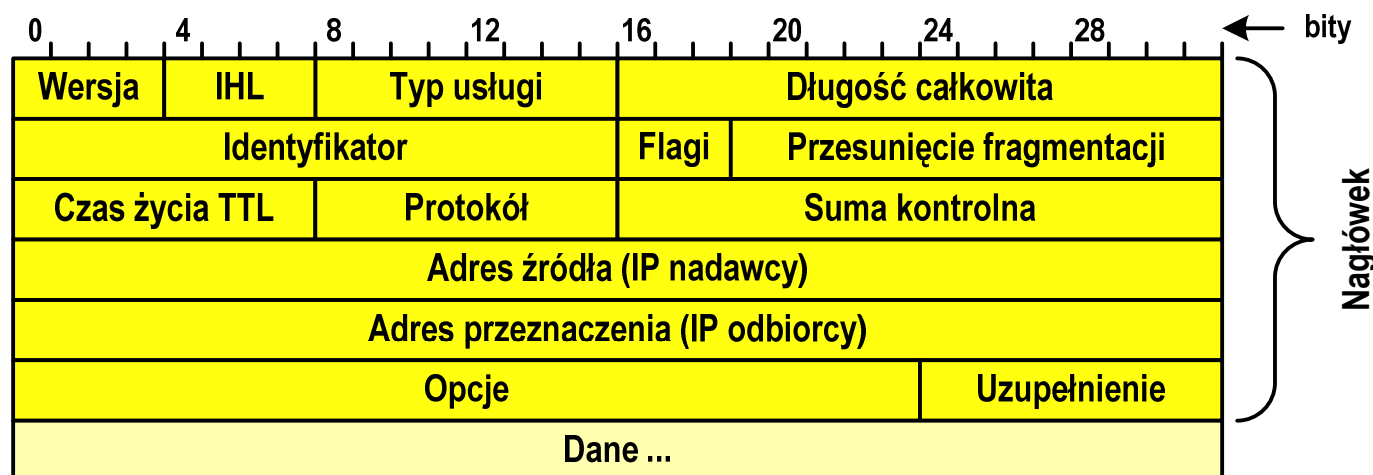 0 4 8 12 16 20 24 28 bity
Wersja IHL Typ usługi Długość całkowita
Identyfikator Flagi Przesunięcie fragmentacji
Czas życia TTL Protokół Suma kontrolna
Adres źródła (IP nadawcy)
Adres przeznaczenia (IP odbiorcy)
Opcje Uzupełnienie
Dane ...
Nagłówek